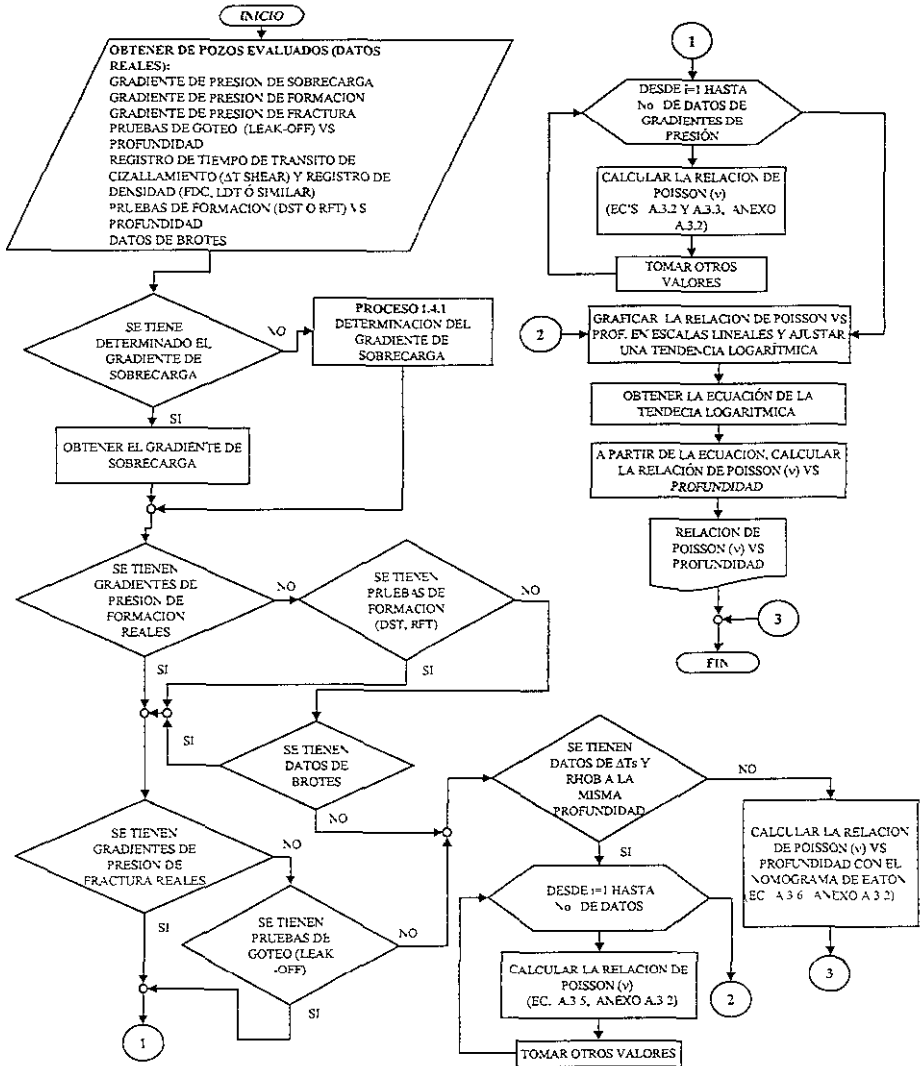 INICIO
OBTENER DE POZOS EVALUADOS (DATOS
REALES):
GRADIENTE DE PRESION DE SOBRECARGA
GRADIENTE DE PRESION DE FORMACION
GRADIENTE DE PRESION DE FRACTURA
PRUEBAS DE GOTEO (LEAK-OFF) VS
PROFUNDIDAD
REGISTRO DE TIEMPO DE TRANSITO DE
CIZALLAMIENTO (ΔT SHEAR) Y REGISTRO DE
DENSIDAD (FDC, LDT Ó SIMILAR)
PRUEBAS DE FORMACION (DST O RFT) VS
PROFUNDIDAD
DATOS DE BROTES
SE TIENE
DETERMINADO EL
GRADIENTE DE
SOBRECARGA
NO
PROCESO 1.4.1
DETERMINACION DEL
GRADIENTE DE
SOBRECARGA
SI
OBTENER EL GRADIENTE DE
SOBRECARGA
SE TIENEN
GRADIENTES DE
PRESION DE
FORMACION
REALES
NO
SE TIENEN
PRUEBAS DE
FORMACION
(DST, RFT)
NO
SI
SI
SI
SE TIENEN
DATOS DE
BROTES
NO
SE TIENEN
GRADIENTES DE
PRESION DE
FRACTURA REALES
NO
SI
SE TIENEN
PRUEBAS DE
GOTEO (LEAK
-OFF)
NO
SI
1
1
DESDE i=1 HASTA
No DE DATOS DE
GRADIENTES DE
PRESIÓN
CALCULAR LA RELACION DE
POISSON (ν)
(EC'S A.3.2 Y A.3.3, ANEXO
A.3.2)
TOMAR OTROS
VALORES
2
GRAFICAR LA RELACION DE POISSON VS
PROF. EN ESCALAS LINEALES Y AJUSTAR
UNA TENDENCIA LOGARÍTMICA
OBTENER LA ECUACIÓN DE LA
TENDECIA LOGARITMICA
A PARTIR DE LA ECUACION, CALCULAR
LA RELACIÓN DE POISSON (ν) VS
PROFUNDIDAD
RELACION DE
POISSON (ν) VS
PROFUNDIDAD
3
FIN
SE TIENEN
DATOS DE ΔTs Y
RHOB A LA
MISMA
PROFUNDIDAD
NO
SI
CALCULAR LA RELACION
DE POISSON (ν) VS
PROFUNDIDAD CON EL
NOMOGRAMA DE EATON
(EC A.3 6 ANEXO A 3 2)
3
DESDE i=1 HASTA
No DE DATOS
CALCULAR LA RELACION DE
POISSON (ν)
(EC. A.3 5, ANEXO A.3 2)
TOMAR OTROS VALORES
2